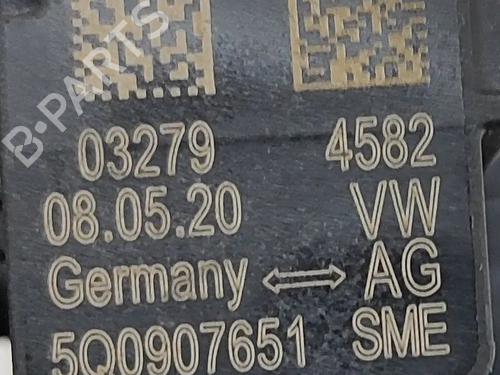 B-PARTS
03279 4582
08.05.20 VW
Germany ⟺ AG
5Q0907651 SME